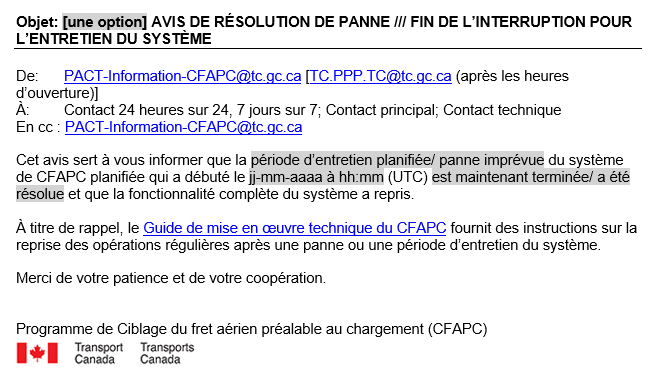 Objet: [une option] AVIS DE RÉSOLUTION DE PANNE /// FIN DE L’INTERRUPTION POUR
L’ENTRETIEN DU SYSTÈME
De: PACT-Information-CFAPC@tc.gc.ca [TC.PPP.TC@tc.gc.ca (après les heures
d’ouverture)]
À: Contact 24 heures sur 24, 7 jours sur 7; Contact principal; Contact technique
En cc : PACT-Information-CFAPC@tc.gc.ca
Cet avis sert à vous informer que la période d’entretien planifiée/ panne imprévue du système
de CFAPC planifiée qui a débuté le jj-mm-aaaa à hh:mm (UTC) est maintenant terminée/ a été
résolue et que la fonctionnalité complète du système a repris.
À titre de rappel, le Guide de mise en œuvre technique du CFAPC fournit des instructions sur la
reprise des opérations régulières après une panne ou une période d’entretien du système.
Merci de votre patience et de votre coopération.
Programme de Ciblage du fret aérien préalable au chargement (CFAPC)
Transport Transports
Canada Canada